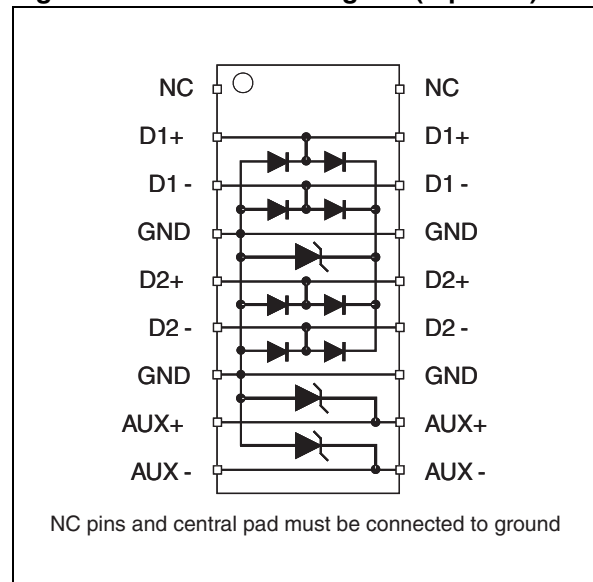 NC NC
D1+ D1+
D1 - D1 -
GND GND
D2+ D2+
D2 - D2 -
GND GND
AUX+ AUX+
AUX - AUX -
NC pins and central pad must be connected to ground